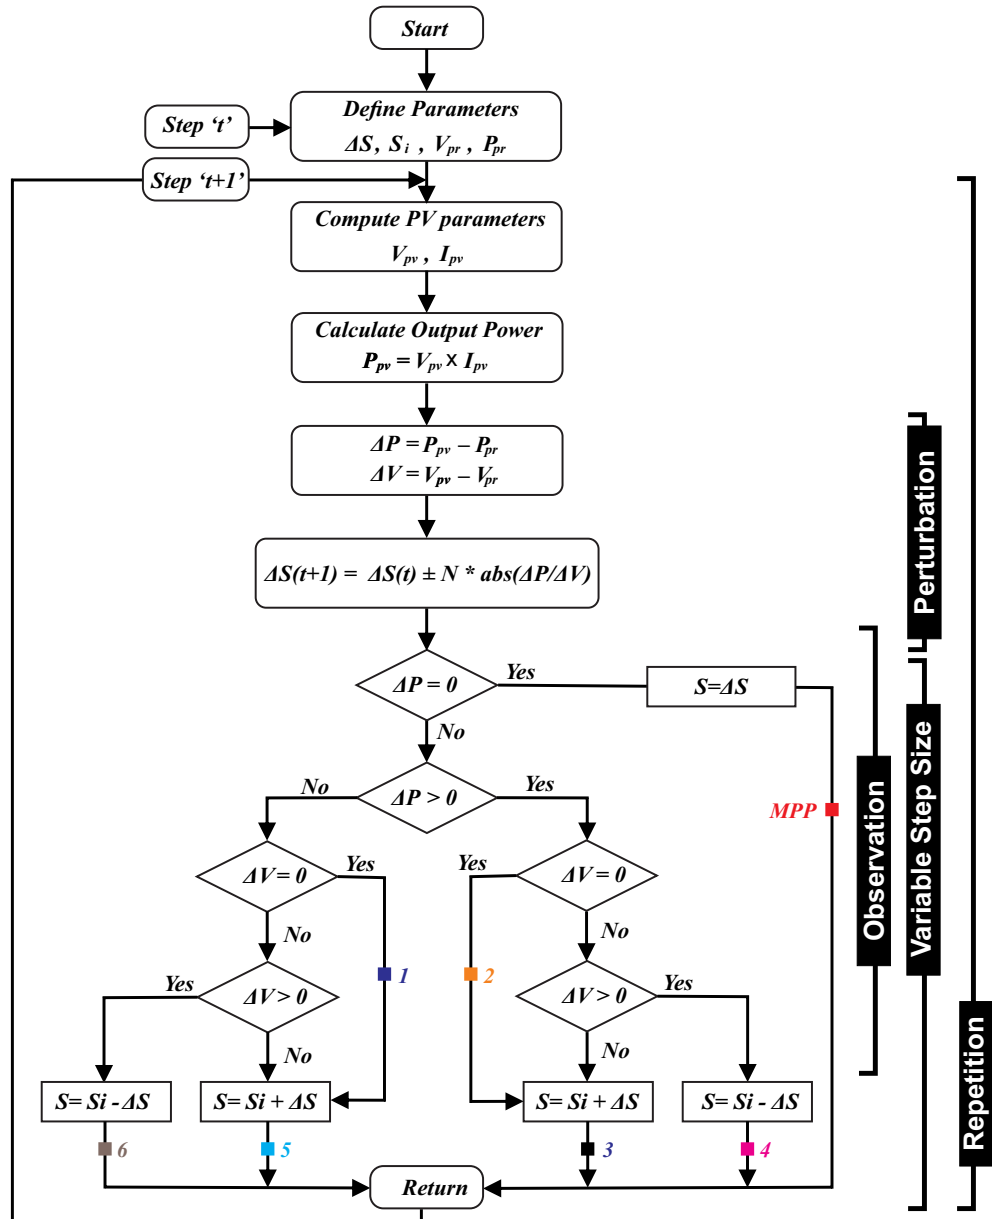 Start
Define Parameters
ΔS, Si , Vpr , Ppr
Step ‘t’
Step ‘t+1’
Compute PV parameters
Vpv , Ipv
Calculate Output Power
Ppv = Vpv x Ipv
ΔP = Ppv – Ppr
ΔV = Vpv – Vpr
ΔS(t+1) = ΔS(t) ± N * abs(ΔP/ΔV)
ΔP = 0
Yes
S=ΔS
No
ΔP > 0
No
Yes
MPP
ΔV = 0
Yes
Yes
ΔV = 0
No
No
1
2
Yes
ΔV > 0
ΔV > 0
Yes
No
No
S= Si - ΔS
S= Si + ΔS
S= Si + ΔS
S= Si - ΔS
6
5
3
4
Return
Perturbation
Observation
Variable Step Size
Repetition